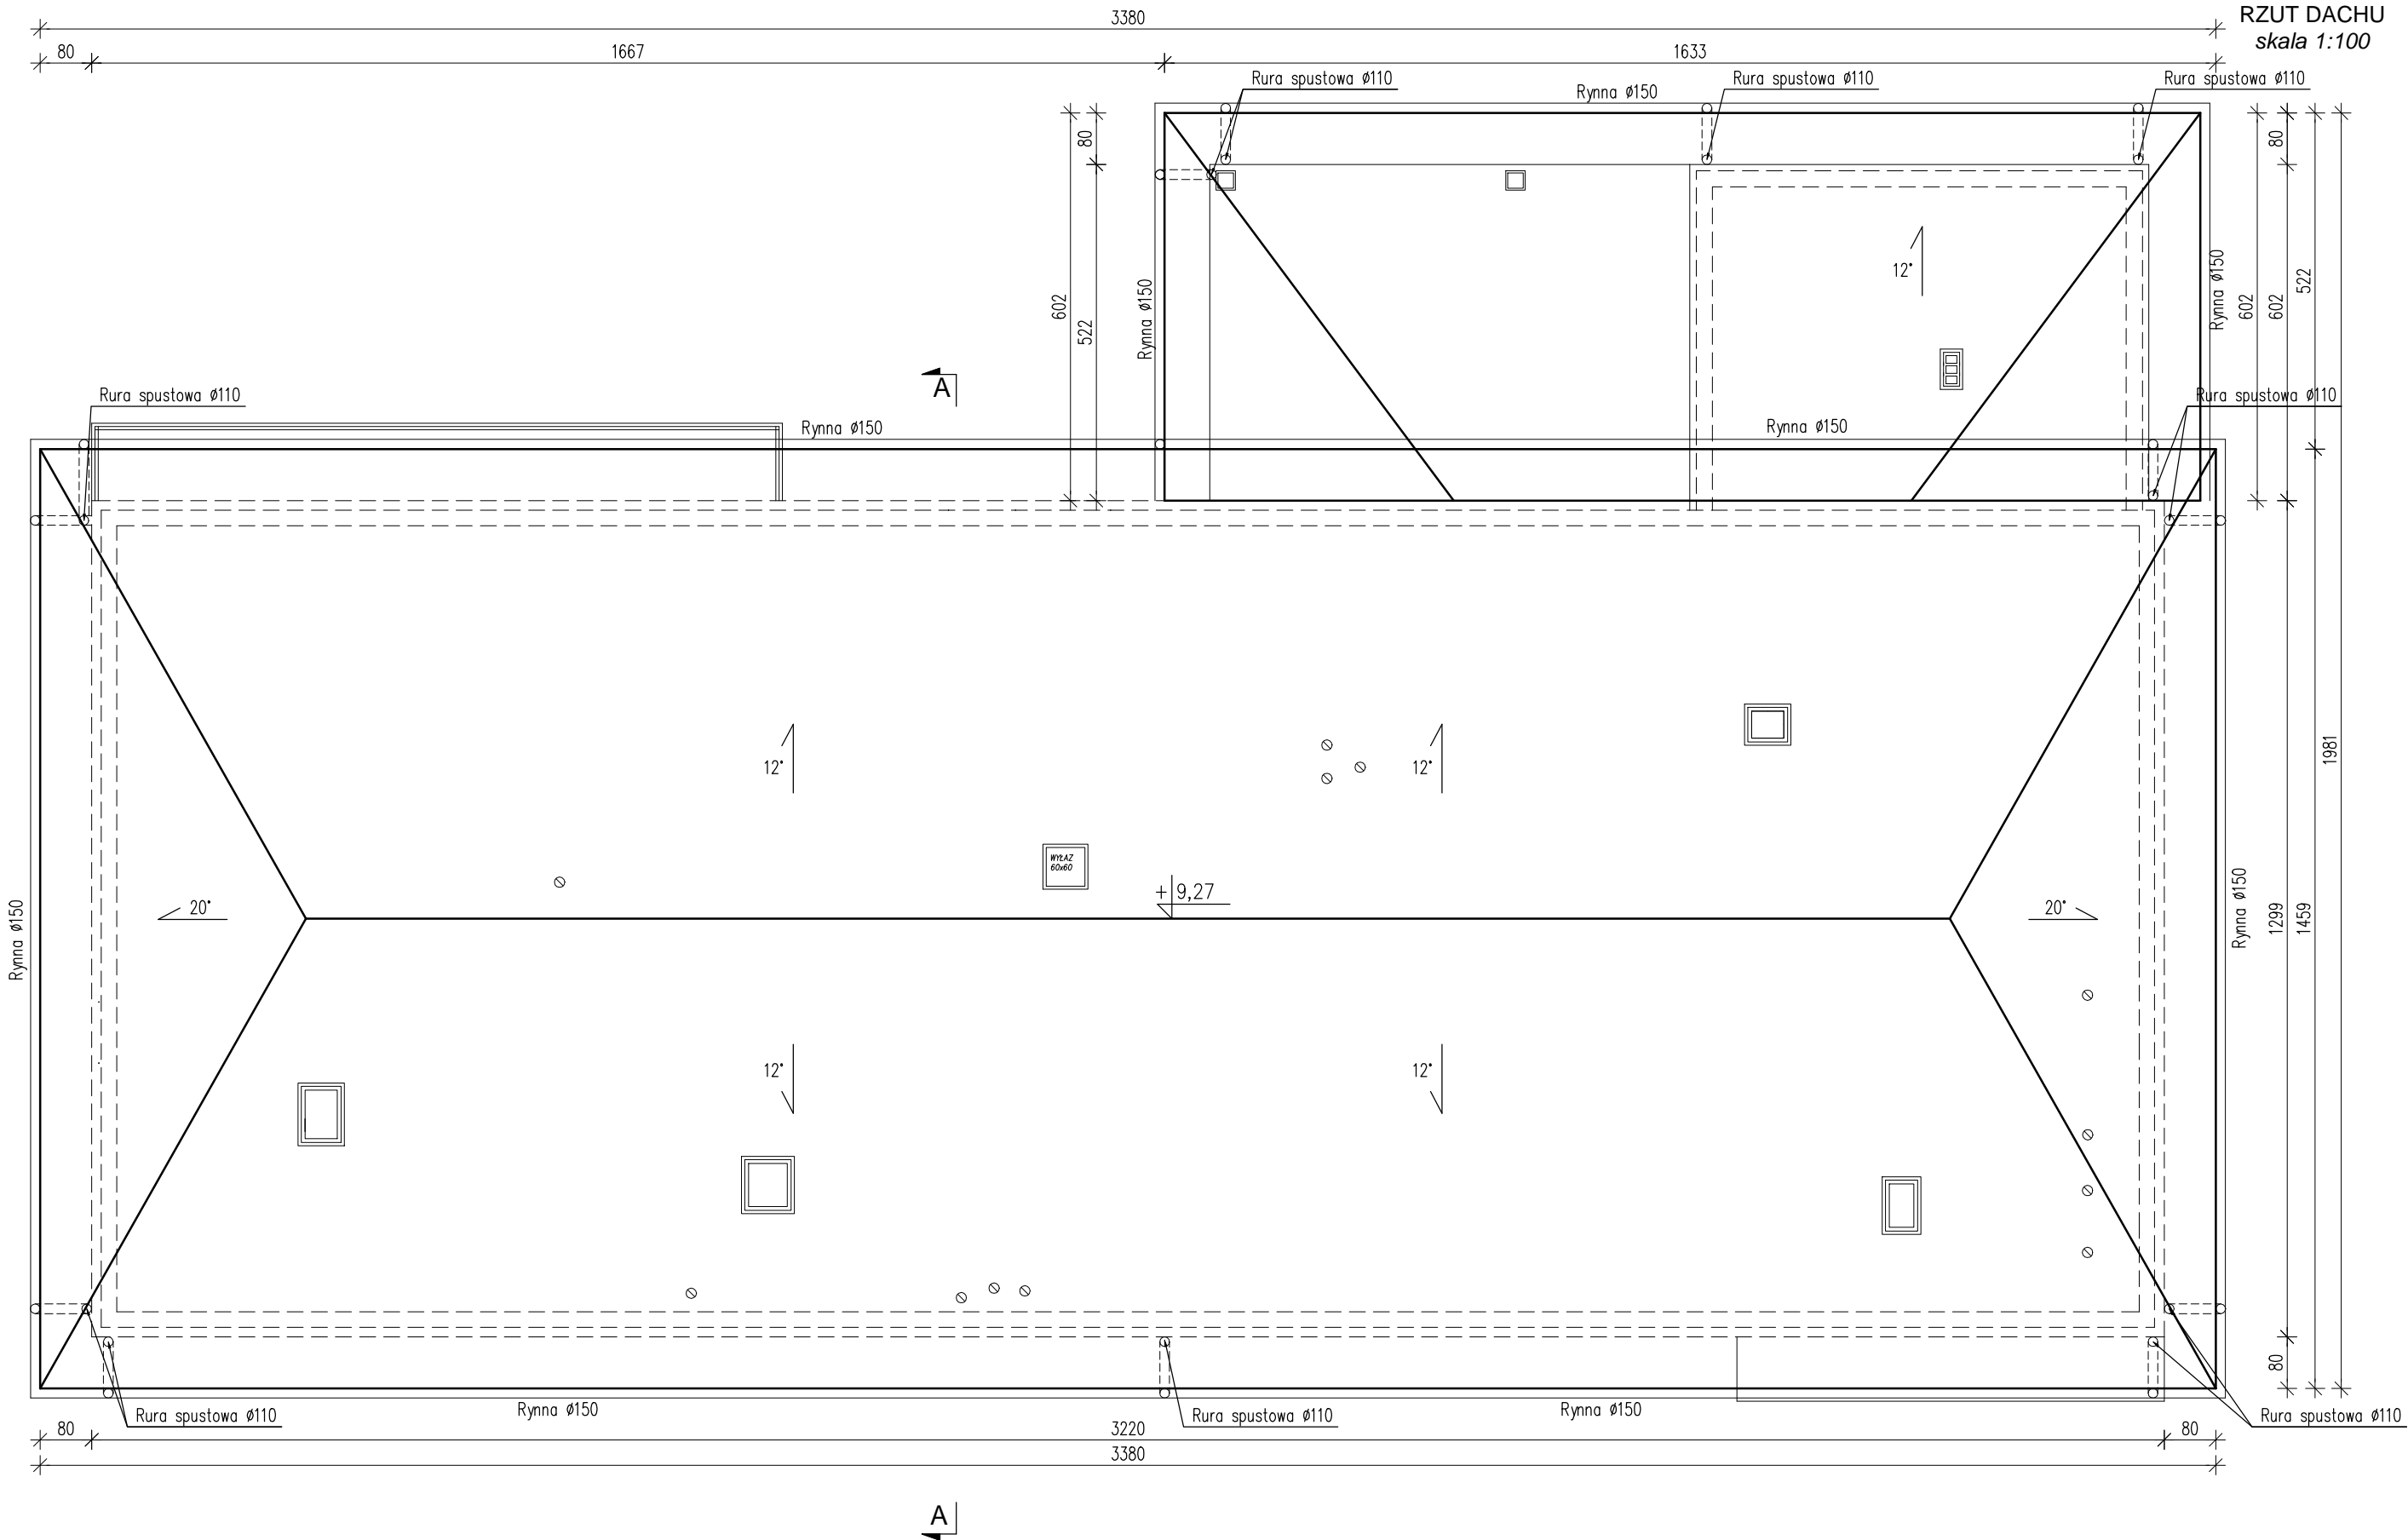 3380
RZUT DACHU
skala 1:100
80
1667
1633
Rura spustowa ø110
Rura spustowa ø110
Rura spustowa ø110
Rynna ø150
80
80
602
522
Rynna ø150
12°
Rynna ø150
602
602
522
A
Rura spustowa ø110
Rura spustowa ø110
Rynna ø150
Rynna ø150
12°
12°
1981
WYŁAZ
60x60
+ 9,27
20°
20°
Rynna ø150
Rynna ø150
1299
1459
12°
12°
80
Rynna ø150
Rynna ø150
Rura spustowa ø110
Rura spustowa ø110
Rura spustowa ø110
80
3220
80
3380
A